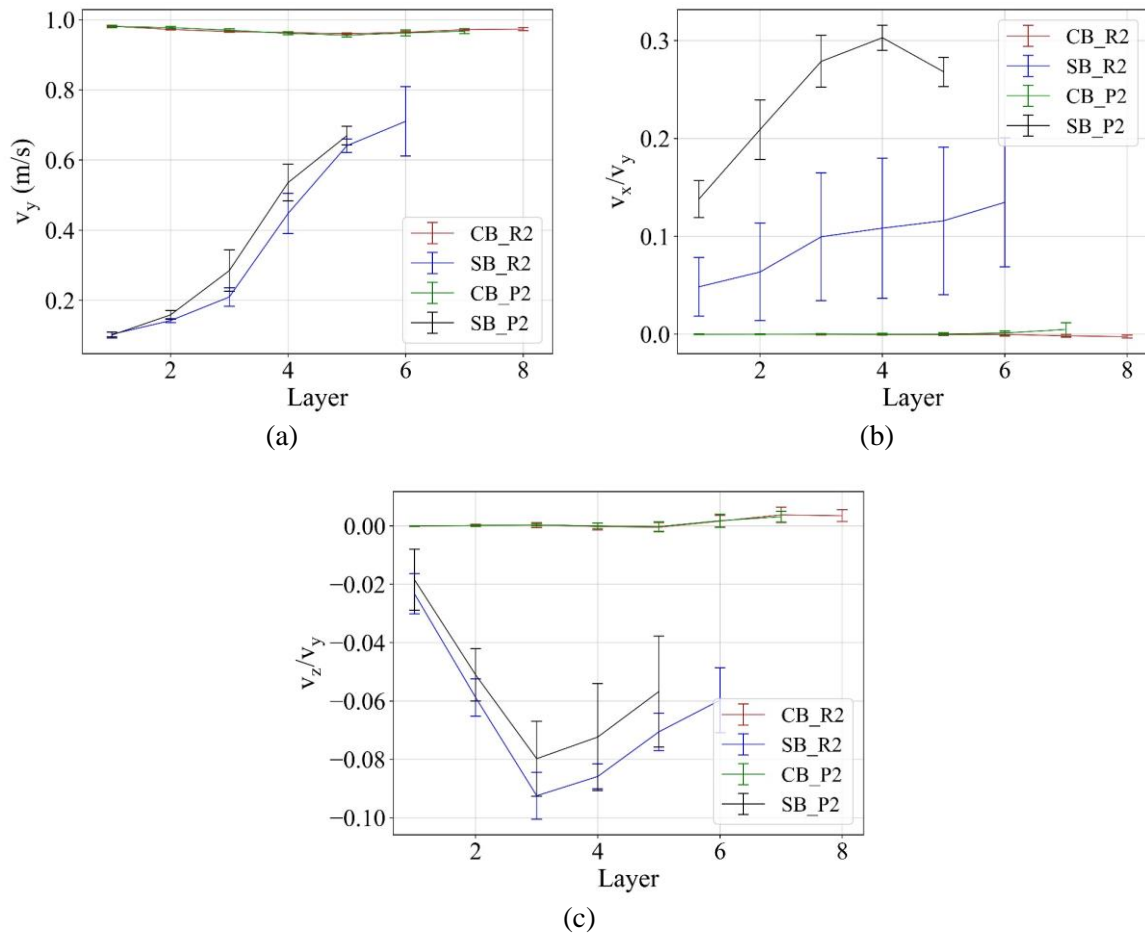 1.0
0.8
0.6
0.4
0.2
v_y (m/s)
2 4 6 8
Layer
CB_R2
SB_R2
CB_P2
SB_P2
(a)
0.3
0.2
0.1
0.0
v_x/v_y
2 4 6 8
Layer
CB_R2
SB_R2
CB_P2
SB_P2
(b)
0.00
−0.02
−0.04
−0.06
−0.08
−0.10
v_z/v_y
2 4 6 8
Layer
CB_R2
SB_R2
CB_P2
SB_P2
(c)